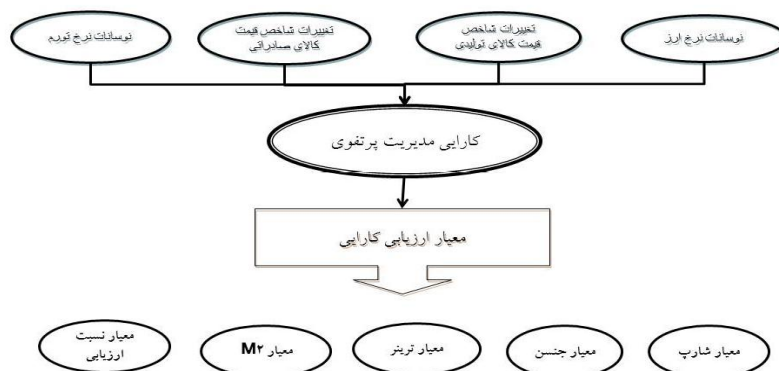 نوسانات نرخ ارز
تغییرات شاخص
قیمت کالای تولیدی
تغییرات شاخص قیمت
کالای صادراتی
نوسانات نرخ تورم
کارایی مدیریت پرتفوی
معیار ارزیابی کارایی
معیار شارپ
معیار جنسن
معیار ترینر
معیار M۲
معیار نسبت
ارزیابی